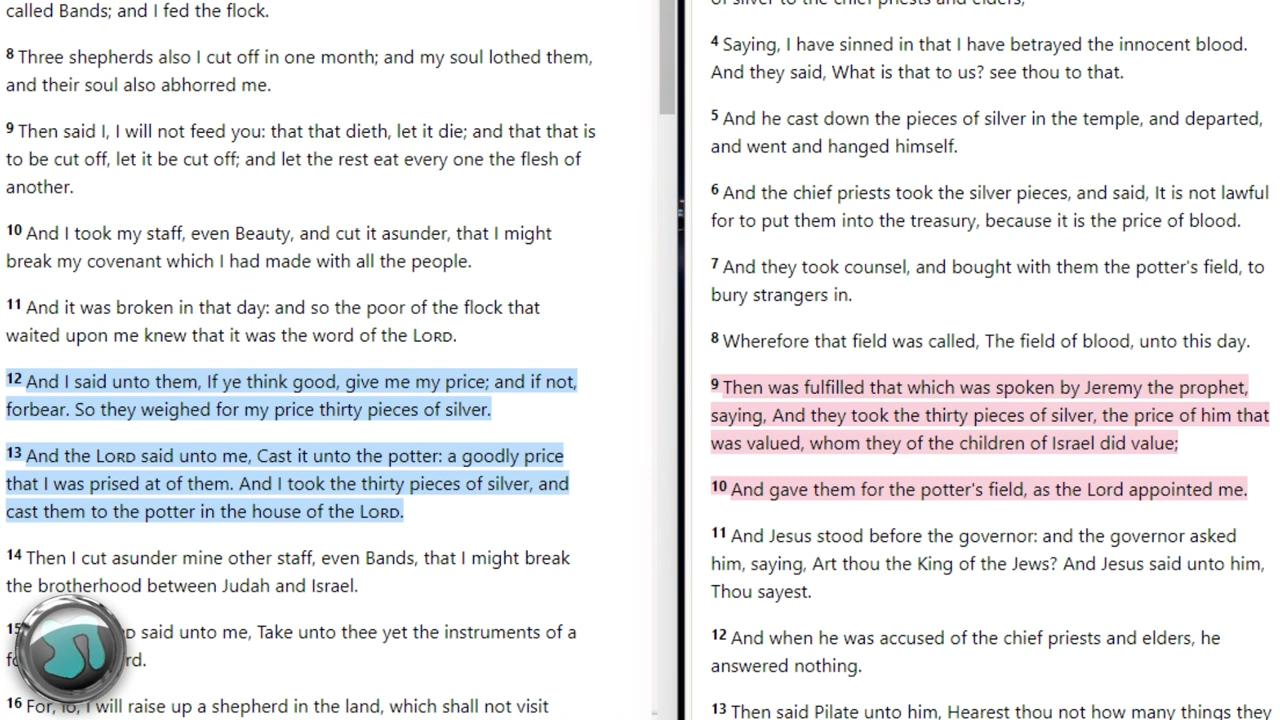 called Bands; and I fed the flock.
8 Three shepherds also I cut off in one month; and my soul lothed them,
and their soul also abhorred me.
9 Then said I, I will not feed you: that that dieth, let it die; and that that is
to be cut off, let it be cut off; and let the rest eat every one the flesh of
another.
10 And I took my staff, even Beauty, and cut it asunder, that I might
break my covenant which I had made with all the people.
11 And it was broken in that day: and so the poor of the flock that
waited upon me knew that it was the word of the LORD.
12 And I said unto them, If ye think good, give me my price; and if not,
forbear. So they weighed for my price thirty pieces of silver.
13 And the LORD said unto me, Cast it unto the potter: a goodly price
that I was prised at of them. And I took the thirty pieces of silver, and
cast them to the potter in the house of the LORD.
14 Then I cut asunder mine other staff, even Bands, that I might break
the brotherhood between Judah and Israel.
15 said unto me, Take unto thee yet the instruments of a
16 For, lo, I will raise up a shepherd in the land, which shall not visit
of silver to the chief priests and elders,
4 Saying, I have sinned in that I have betrayed the innocent blood.
And they said, What is that to us? see thou to that.
5 And he cast down the pieces of silver in the temple, and departed,
and went and hanged himself.
6 And the chief priests took the silver pieces, and said, It is not lawful
for to put them into the treasury, because it is the price of blood.
7 And they took counsel, and bought with them the potter's field, to
bury strangers in.
8 Wherefore that field was called, The field of blood, unto this day.
9 Then was fulfilled that which was spoken by Jeremy the prophet,
saying, And they took the thirty pieces of silver, the price of him that
was valued, whom they of the children of Israel did value;
10 And gave them for the potter's field, as the Lord appointed me.
11 And Jesus stood before the governor: and the governor asked
him, saying, Art thou the King of the Jews? And Jesus said unto him,
Thou sayest.
12 And when he was accused of the chief priests and elders, he
answered nothing.
13 Then said Pilate unto him, Hearest thou not how many things they